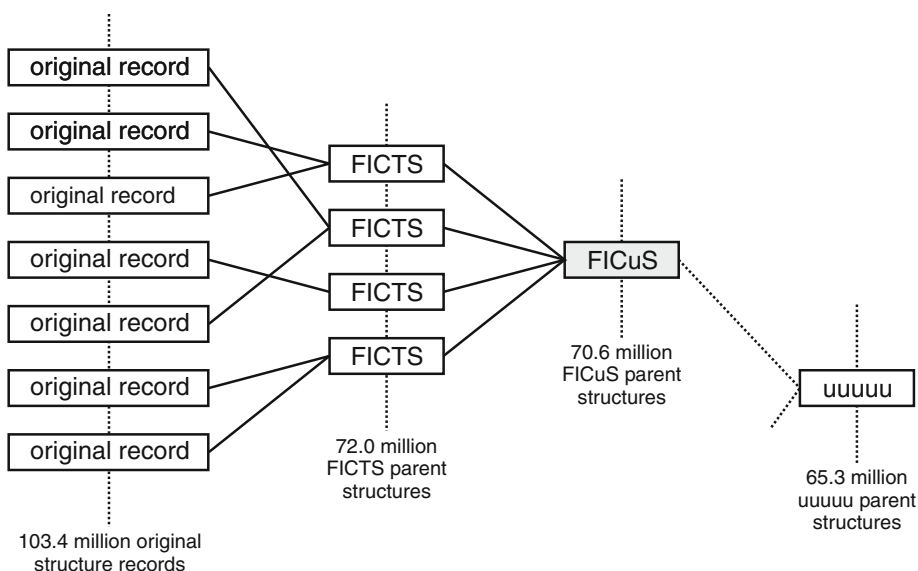 original record
original record
original record
original record
original record
original record
original record
103.4 million original
structure records
FICTS
FICTS
FICTS
FICTS
72.0 million
FICTS parent
structures
FICuS
70.6 million
FICuS parent
structures
uuuuu
65.3 million
uuuuu parent
structures